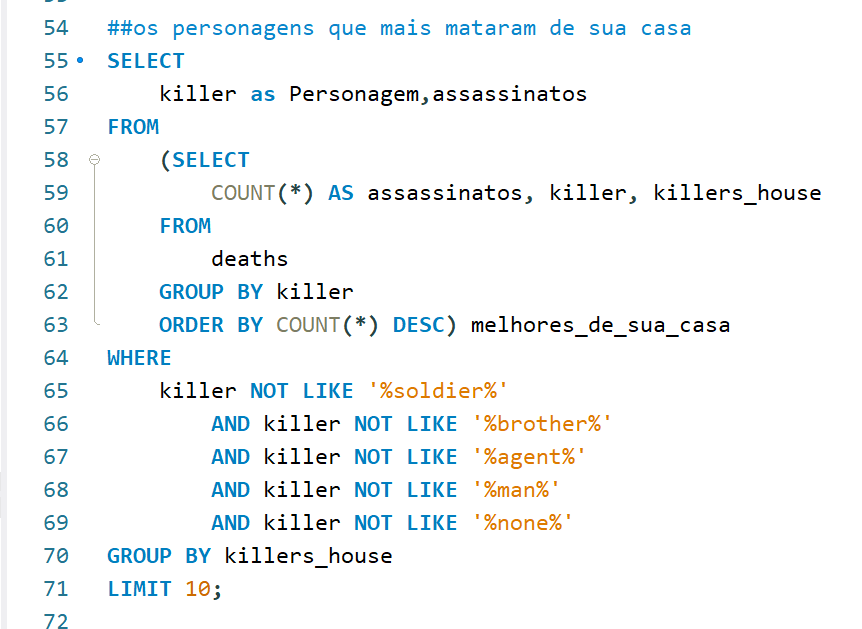 54 ##os personagens que mais mataram de sua casa
55 SELECT
56 killer as Personagem,assassinatos
57 FROM
58 (SELECT
59 COUNT(*) AS assassinatos, killer, killers_house
60 FROM
61 deaths
62 GROUP BY killer
63 ORDER BY COUNT(*) DESC) melhores_de_sua_casa
64 WHERE
65 killer NOT LIKE '%soldier%'
66 AND killer NOT LIKE '%brother%'
67 AND killer NOT LIKE '%agent%'
68 AND killer NOT LIKE '%man%'
69 AND killer NOT LIKE '%none%'
70 GROUP BY killers_house
71 LIMIT 10;
72